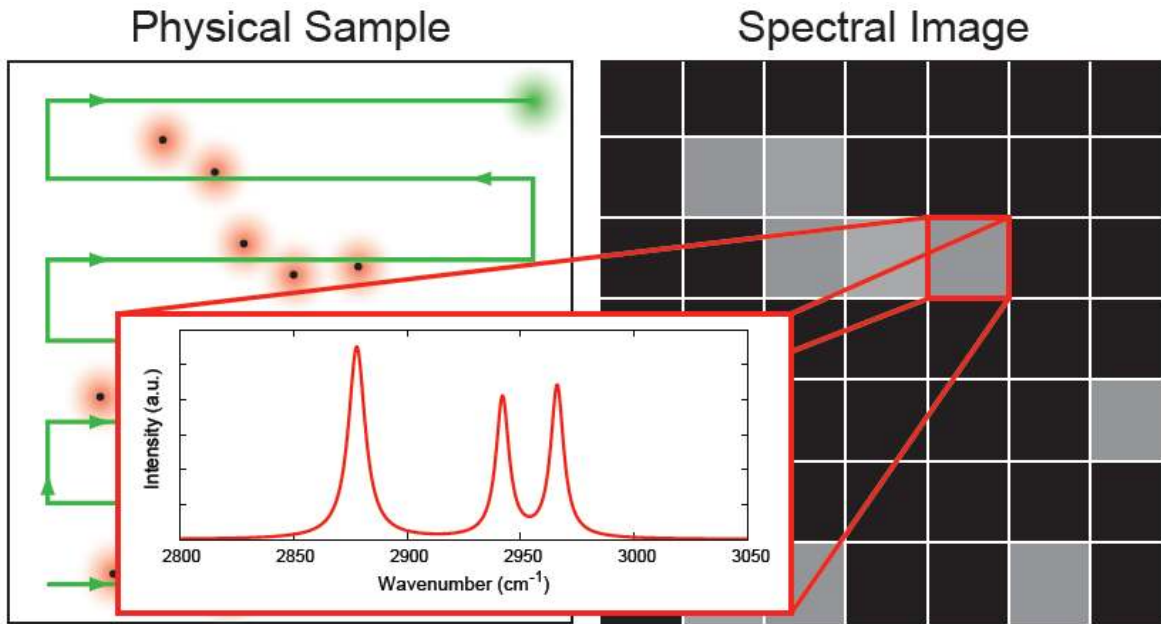 Physical Sample
Spectral Image
Intensity (a.u.)
2800 2850 2900 2950 3000 3050
Wavenumber (cm⁻¹)